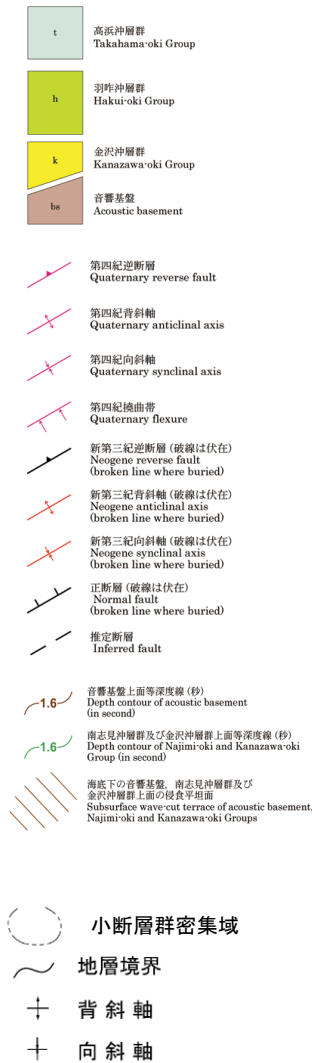 t
高浜沖層群
Takahama-oki Group
h
羽咋沖層群
Hakui-oki Group
k
金沢沖層群
Kanazawa-oki Group
bs
音響基盤
Acoustic basement
第四紀逆断層
Quaternary reverse fault
第四紀背斜軸
Quaternary anticlinal axis
第四紀向斜軸
Quaternary synclinal axis
第四紀撓曲帯
Quaternary flexure
新第三紀逆断層 (破線は伏在)
Neogene reverse fault
(broken line where buried)
新第三紀背斜軸 (破線は伏在)
Neogene anticlinal axis
(broken line where buried)
新第三紀向斜軸 (破線は伏在)
Neogene synclinal axis
(broken line where buried)
正断層 (破線は伏在)
Normal fault
(broken line where buried)
推定断層
Inferred fault
1.6
音響基盤上面等深度線 (秒)
Depth contour of acoustic basement
(in second)
1.6
南志見沖層群及び金沢沖層群上面等深度線 (秒)
Depth contour of Najimi-oki and Kanazawa-oki
Group (in second)
海底下の音響基盤, 南志見沖層群及び
金沢沖層群上面の侵食平坦面
Subsurface wave-cut terrace of acoustic basement,
Najimi-oki and Kanazawa-oki Groups
小断層群密集域
地層境界
背斜軸
向斜軸